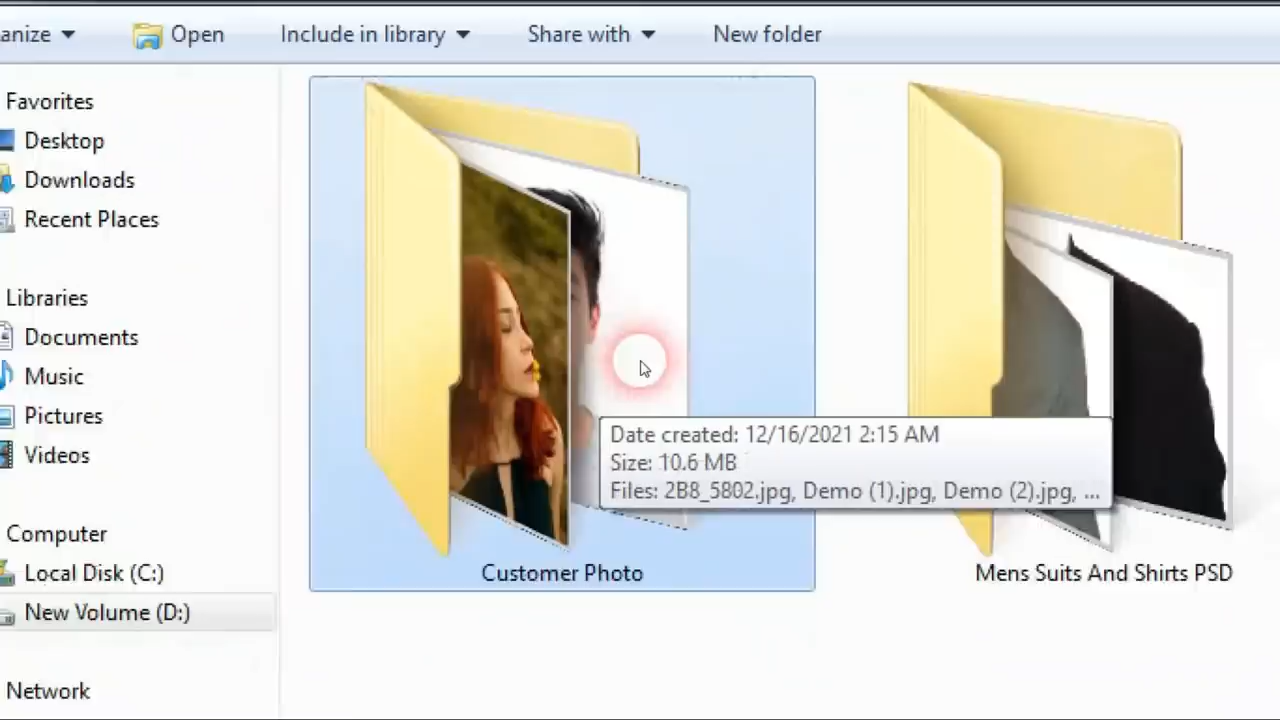 anize
Open
Include in library
Share with
New folder
Favorites
Desktop
Downloads
Recent Places
Libraries
Documents
Music
Pictures
Videos
Computer
Local Disk (C:)
New Volume (D:)
Network
Date created: 12/16/2021 2:15 AM
Size: 10.6 MB
Files: 2B8_5802.jpg, Demo (1).jpg, Demo (2).jpg, ...
Customer Photo
Mens Suits And Shirts PSD